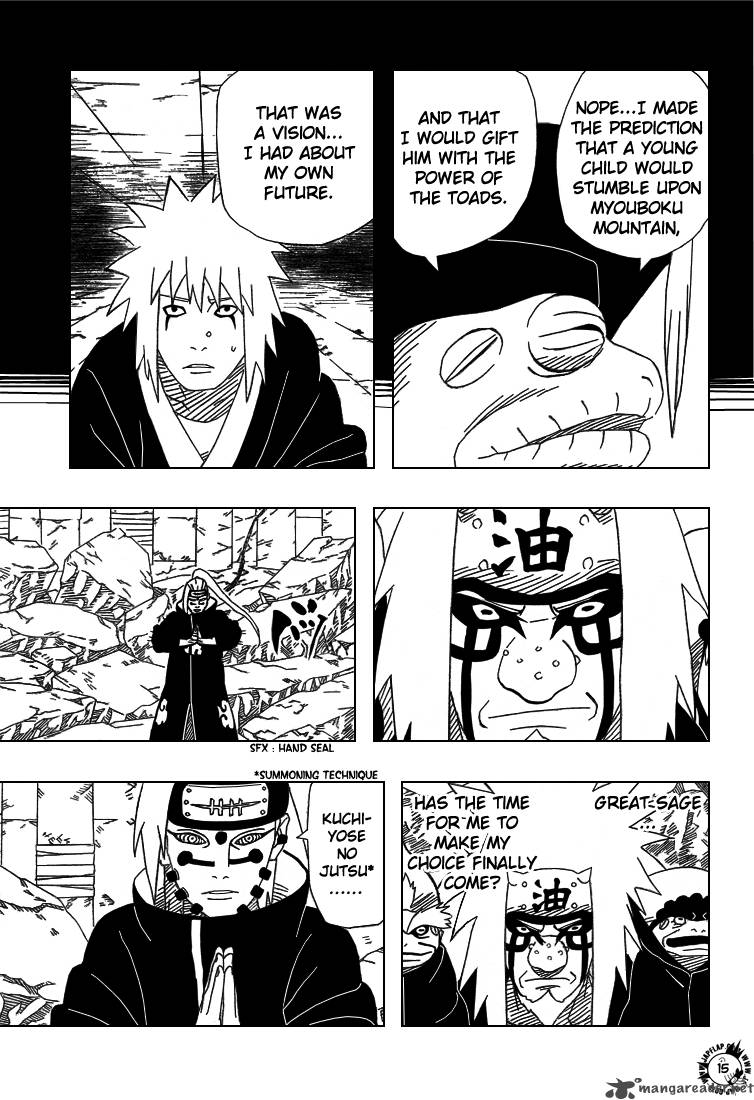 NOPE...I MADE
THE PREDICTION
THAT A YOUNG
CHILD WOULD
STUMBLE UPON
MYOUBOKU
MOUNTAIN,
AND THAT
I WOULD GIFT
HIM WITH THE
POWER OF
THE TOADS.
THAT WAS
A VISION...
I HAD ABOUT
MY OWN
FUTURE.
油
SFX : HAND SEAL
GREAT SAGE
...
HAS THE TIME
FOR ME TO
MAKE MY
CHOICE FINALLY
COME?
油
*SUMMONING TECHNIQUE
KUCHI-
YOSE
NO
JUTSU*
......
15
mangareader.net